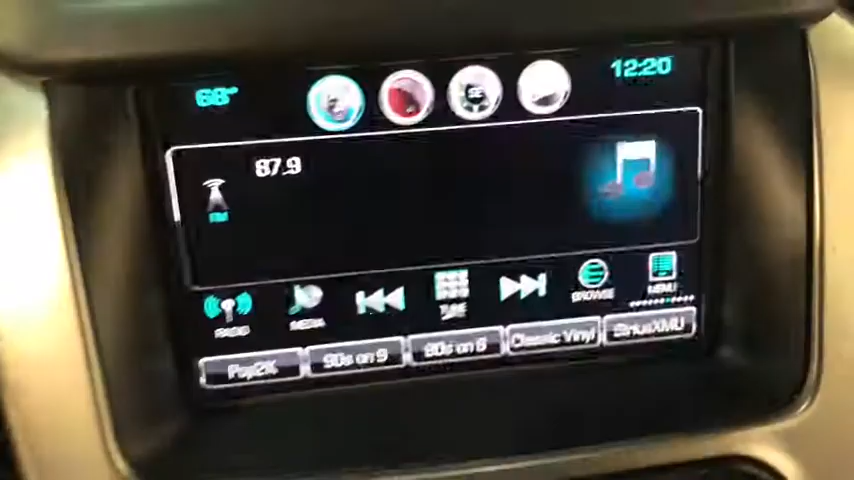 68° 12:20
87.9
FM
RADIO MEDIA TUNE BROWSE MENU
Pop2K 90s on 9 80s on 8 Classic Vinyl SiriusXMU